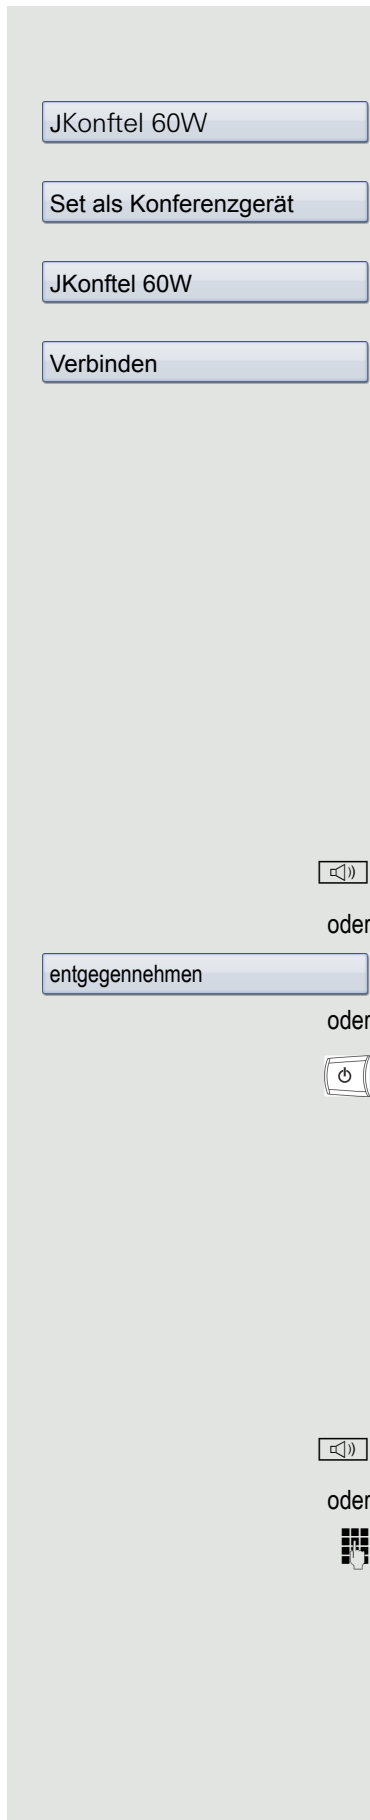 JKonftel 60W
Set als Konferenzgerät
JKonftel 60W
Verbinden
oder
entgegennehmen
oder
oder